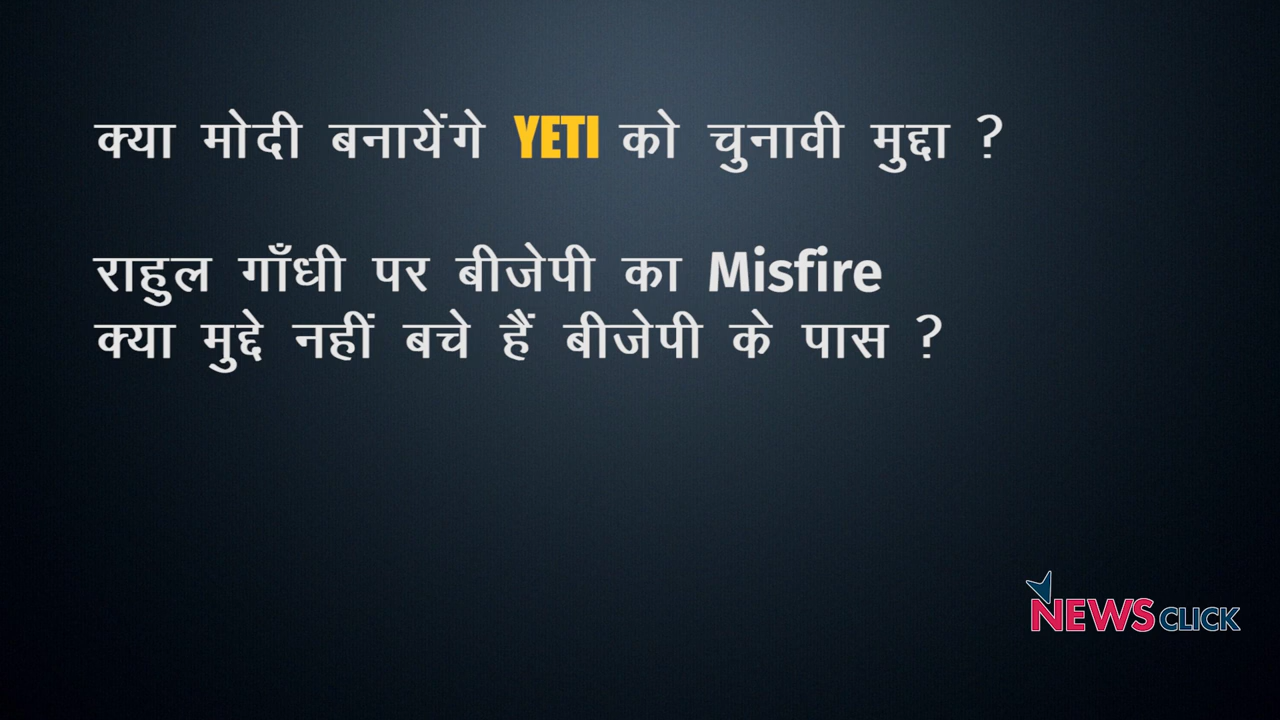 क्या मोदी बनायेंगे YETI को चुनावी मुद्दा ?
राहुल गाँधी पर बीजेपी का Misfire
क्या मुद्दे नहीं बचे हैं बीजेपी के पास ?
NEWSCLICK